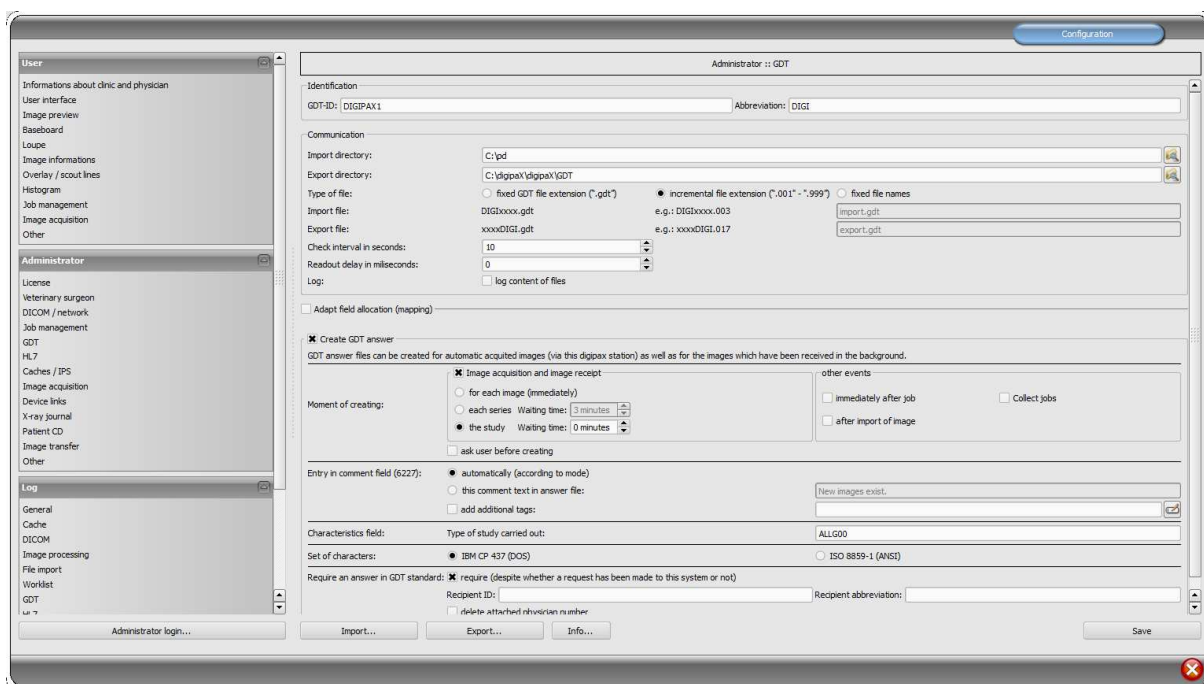 Configuration
User
Informations about clinic and physician
User interface
Image preview
Baseboard
Loupe
Image informations
Overlay / scout lines
Histogram
Job management
Image acquisition
Other
Administrator
License
Veterinary surgeon
DICOM / network
Job management
GDT
HL7
Caches / IPS
Image acquisition
Device links
X-ray journal
Patient CD
Image transfer
Other
Log
General
Cache
DICOM
Image processing
File import
Worklist
GDT
HL7
Administrator login...
Administrator :: GDT
Identification
GDT-ID: DIGIPAX1 Abbreviation: DIGI
Communication
Import directory: C:\pd
Export directory: C:\digipaX\digipaX\GDT
Type of file: fixed GDT file extension (".gdt") incremental file extension (".001" - ".999") fixed file names
Import file: DIGIxxxx.gdt e.g.: DIGIxxxx.003 import.gdt
Export file: xxxxDIGI.gdt e.g.: xxxxDIGI.017 export.gdt
Check interval in seconds: 10
Readout delay in miliseconds: 0
Log: log content of files
Adapt field allocation (mapping)
Create GDT answer
GDT answer files can be created for automatic acquited images (via this digipax station) as well as for the images which have been received in the background.
Image acquisition and image receipt other events
for each image (immediately)
immediately after job Collect jobs
Moment of creating: each series Waiting time: 3 minutes
after import of image
the study Waiting time: 0 minutes
ask user before creating
Entry in comment field (6227): automatically (according to mode)
this comment text in answer file: New images exist.
add additional tags:
Characteristics field: Type of study carried out: ALLG00
Set of characters: IBM CP 437 (DOS) ISO 8859-1 (ANSI)
Require an answer in GDT standard: require (despite whether a request has been made to this system or not)
Recipient ID: Recipient abbreviation:
delete attached physician number
Import... Export... Info... Save